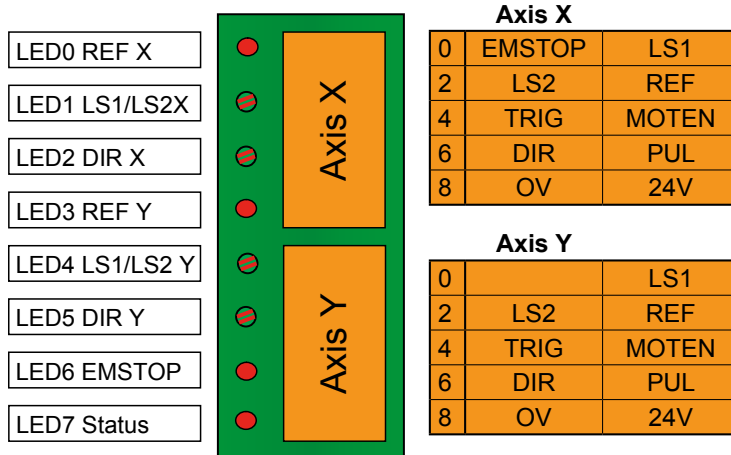 LED0 REF X
LED1 LS1/LS2X
LED2 DIR X
LED3 REF Y
LED4 LS1/LS2 Y
LED5 DIR Y
LED6 EMSTOP
LED7 Status
Axis X
Axis Y
Axis X
0 EMSTOP LS1
2 LS2 REF
4 TRIG MOTEN
6 DIR PUL
8 OV 24V
Axis Y
0 LS1
2 LS2 REF
4 TRIG MOTEN
6 DIR PUL
8 OV 24V